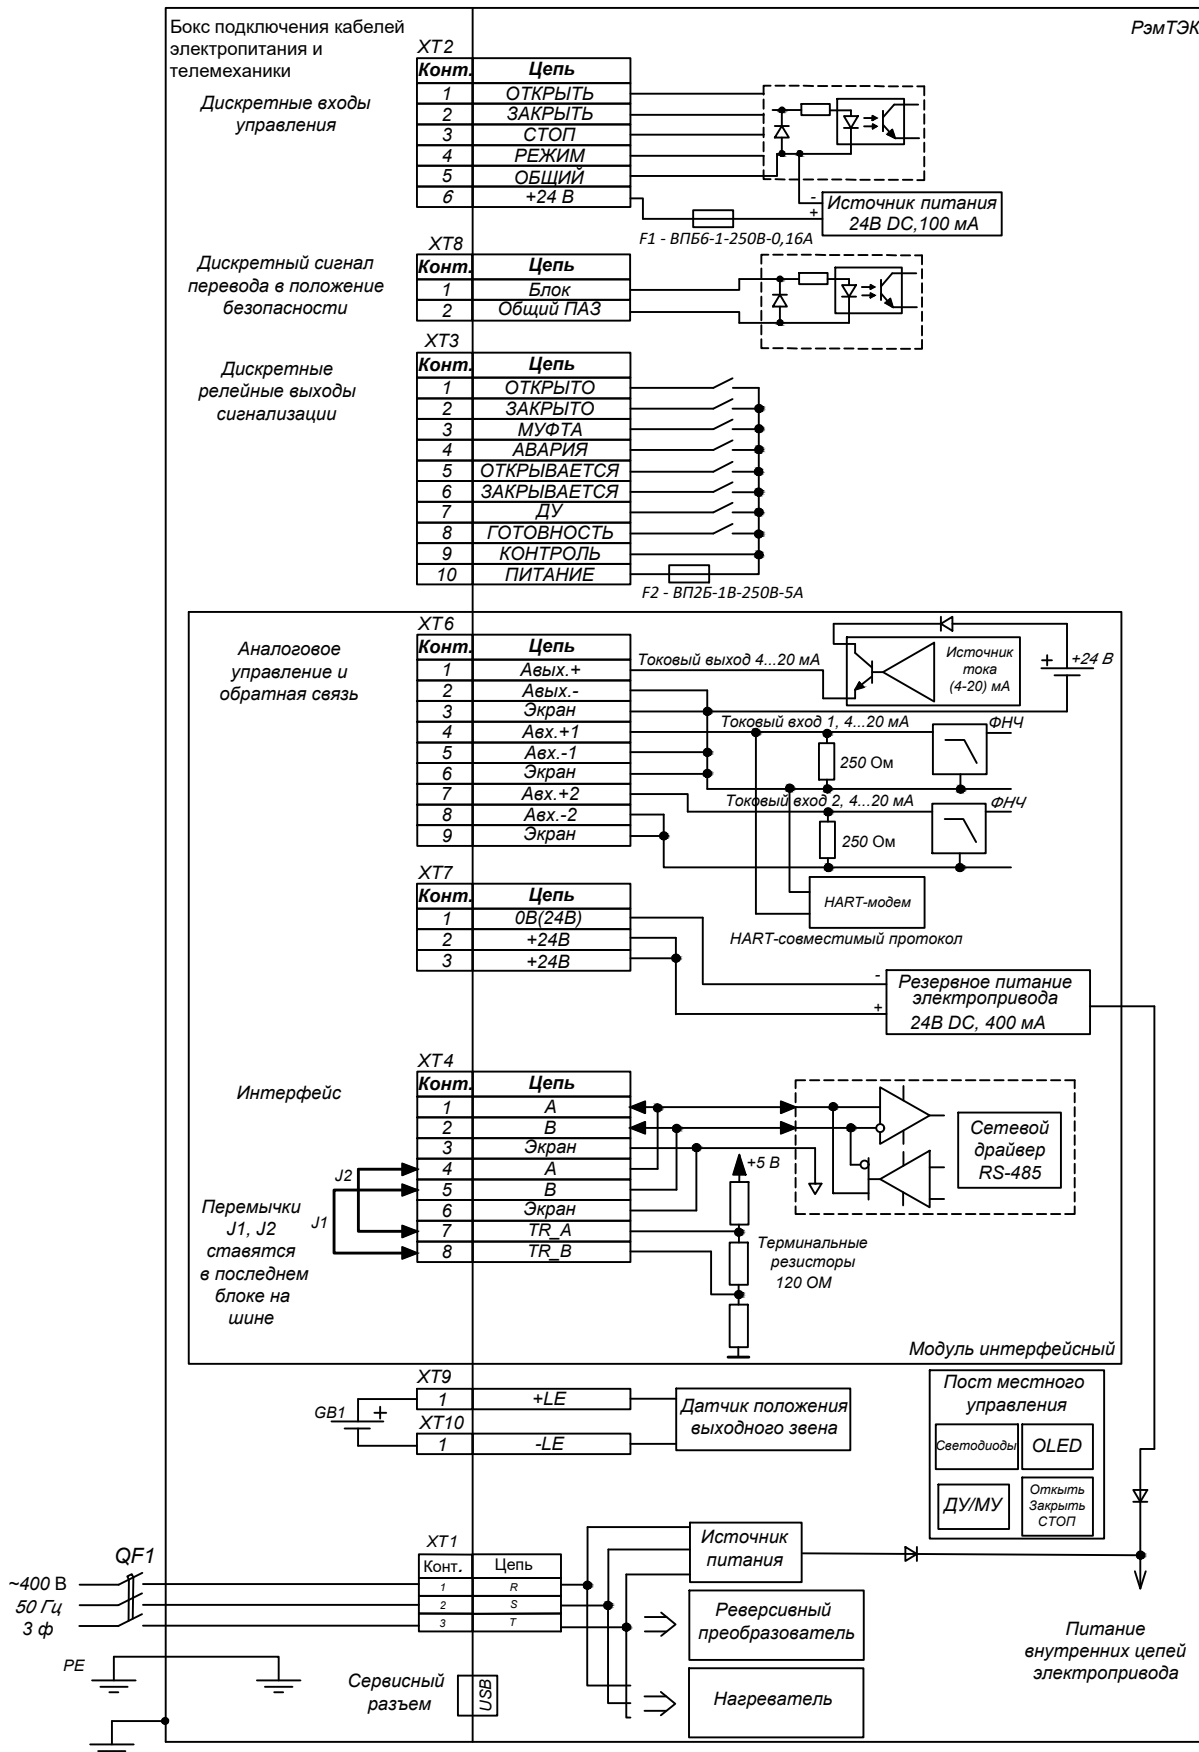 Бокс подключения кабелей
электропитания и
телемеханики
РэмТЭК
XT2
Конт. Цепь
Дискретные входы
управления
1 ОТКРЫТЬ
2 ЗАКРЫТЬ
3 СТОП
4 РЕЖИМ
5 ОБЩИЙ
6 +24 В
-
+
Источник питания
24В DC,100 мА
F1 - ВПБ6-1-250В-0,16А
XT8
Конт. Цепь
Дискретный сигнал
перевода в положение
безопасности
1 Блок
2 Общий ПАЗ
XT3
Конт. Цепь
Дискретные
релейные выходы
сигнализации
1 ОТКРЫТО
2 ЗАКРЫТО
3 МУФТА
4 АВАРИЯ
5 ОТКРЫВАЕТСЯ
6 ЗАКРЫВАЕТСЯ
7 ДУ
8 ГОТОВНОСТЬ
9 КОНТРОЛЬ
10 ПИТАНИЕ
F2 - ВП2Б-1В-250В-5А
XT6
Конт. Цепь
Аналоговое
управление и
обратная связь
1 Авых.+
2 Авых.-
3 Экран
4 Авх.+1
5 Авх.-1
6 Экран
7 Авх.+2
8 Авх.-2
9 Экран
Токовый выход 4...20 мА
Источник
тока
(4-20) мА
+
+24 В
Токовый вход 1, 4...20 мА
ФНЧ
250 Ом
Токовый вход 2, 4...20 мА
ФНЧ
250 Ом
HART-модем
HART-совместимый протокол
XT7
Конт. Цепь
1 0В(24В)
2 +24В
3 +24В
-
+
Резервное питание
электропривода
24В DC, 400 мА
XT4
Конт. Цепь
Интерфейс
1 A
2 B
3 Экран
4 A
5 B
6 Экран
7 TR_A
8 TR_B
J2
J1
Перемычки
J1, J2
ставятся
в последнем
блоке на
шине
+5 В
Терминальные
резисторы
120 ОМ
Сетевой
драйвер
RS-485
Модуль интерфейсный
XT9
1 +LE
XT10
1 -LE
GB1
+
Датчик положения
выходного звена
Пост местного
управления
Светодиоды
OLED
ДУ/МУ
Откыть
Закрыть
СТОП
XT1
Конт. Цепь
1 R
2 S
3 T
QF1
~400 В
50 Гц
3 ф
PE
Источник
питания
Реверсивный
преобразователь
Нагреватель
Питание
внутренних цепей
электропривода
Сервисный
разъем
USB